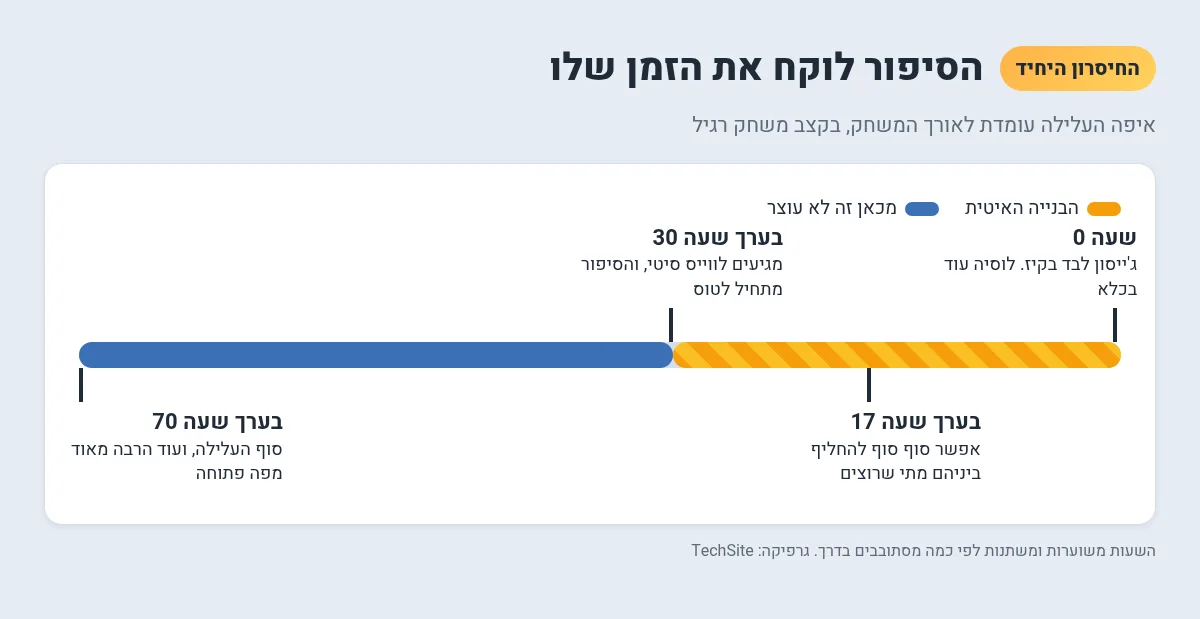 החיסרון היחיד
הסיפור לוקח את הזמן שלו
איפה העלילה עומדת לאורך המשחק, בקצב משחק רגיל
הבנייה האיטית
מכאן זה לא עוצר
שעה 0
ג'ייסון לבד בקיז. לוסיה עוד
בכלא
בערך שעה 30
מגיעים לווייס סיטי, והסיפור
מתחיל לטוס
בערך שעה 17
אפשר סוף סוף להחליף
ביניהם מתי שרוצים
בערך שעה 70
סוף העלילה, ועוד הרבה מאוד
מפה פתוחה
השעות משוערות ומשתנות לפי כמה מסתובבים בדרך. גרפיקה: TechSite